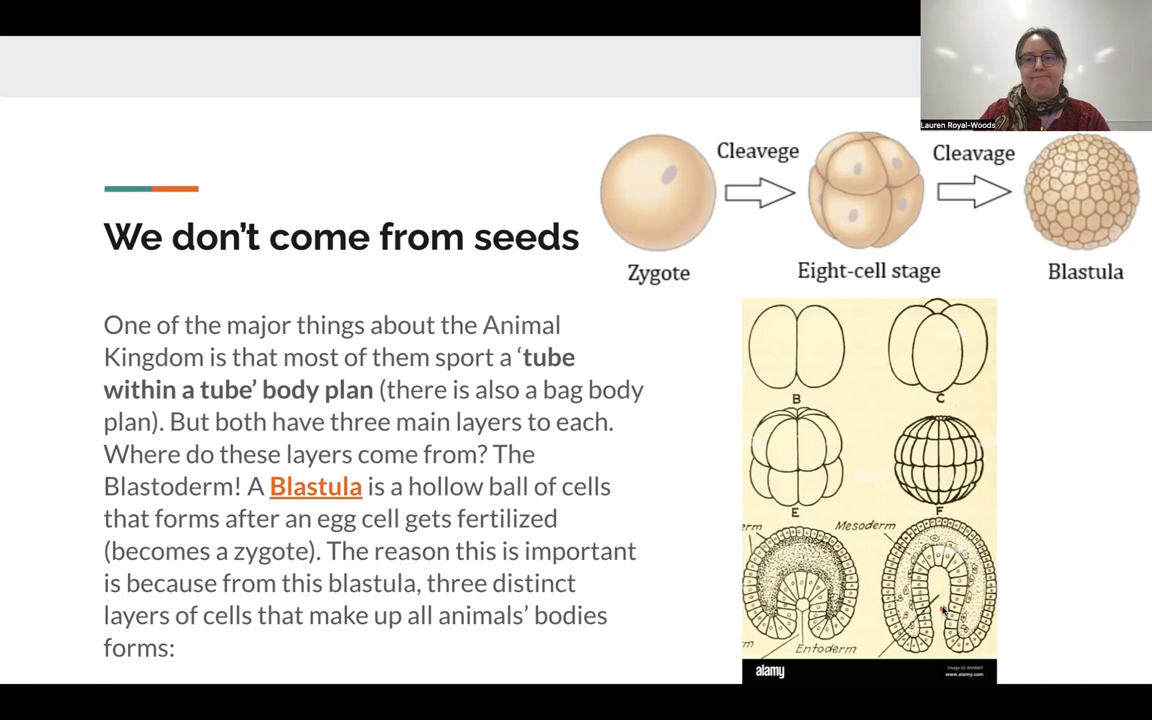 Lauren Royal-Woods
Cleavege
Cleavage
Zygote
Eight-cell stage
Blastula
We don't come from seeds
One of the major things about the Animal
Kingdom is that most of them sport a ‘tube
within a tube’ body plan (there is also a bag body
plan). But both have three main layers to each.
Where do these layers come from? The
Blastoderm! A Blastula is a hollow ball of cells
that forms after an egg cell gets fertilized
(becomes a zygote). The reason this is important
is because from this blastula, three distinct
layers of cells that make up all animals’ bodies
forms:
B
C
E
F
erm
Mesoderm
m
Entoderm
alamy
www.alamy.com